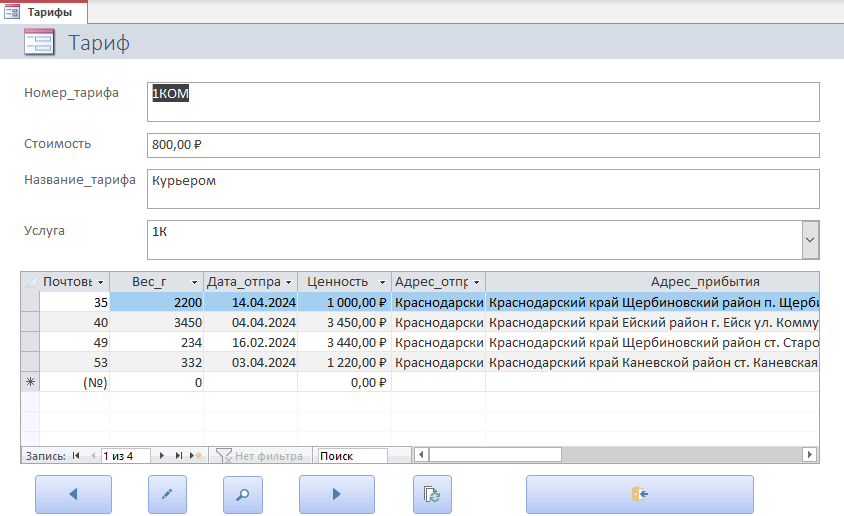 Тарифы
Тариф
Номер_тарифа 1КОМ
Стоимость 800,00 ₽
Название_тарифа Курьером
Услуга 1К
Почтовы Вес_г Дата_отпра Ценность Адрес_отпр Адрес_прибытия
35 2200 14.04.2024 1 000,00 ₽ Краснодарски Краснодарский край Щербиновский район п. Щерби
40 3450 04.04.2024 3 450,00 ₽ Краснодарски Краснодарский край Ейский район г. Ейск ул. Комму
49 234 16.02.2024 3 440,00 ₽ Краснодарски Краснодарский край Щербиновский район ст. Старо
53 332 03.04.2024 1 220,00 ₽ Краснодарски Краснодарский край Каневской район ст. Каневская
(№) 0 0,00 ₽
Запись: 1 из 4 Нет фильтра Поиск